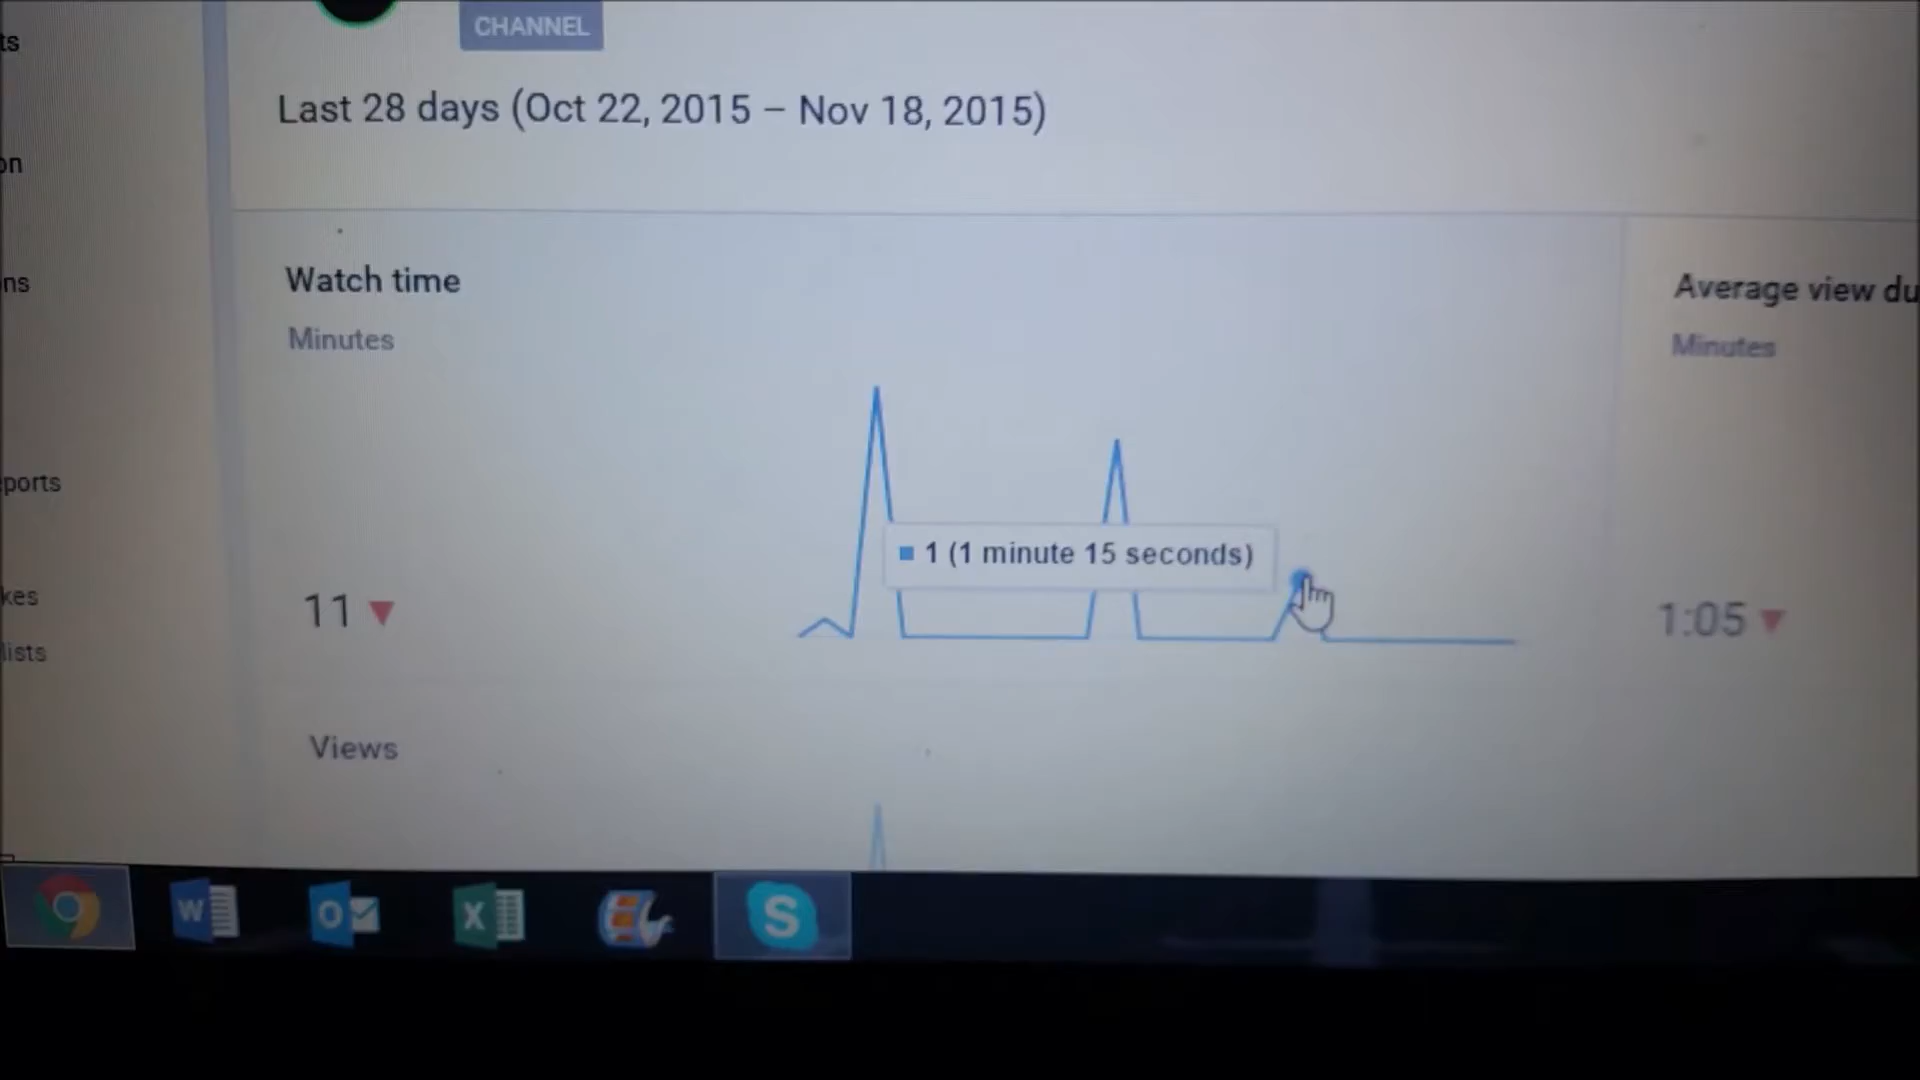 ts
CHANNEL
Last 28 days (Oct 22, 2015 – Nov 18, 2015)
on
ns
Watch time
Minutes
Average view du
Minutes
ports
1 (1 minute 15 seconds)
kes
11
1:05
lists
Views
W
O
X
S